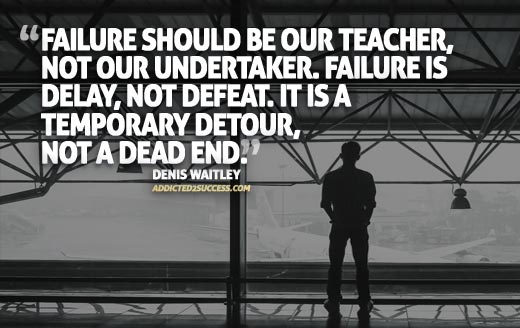 “FAILURE SHOULD BE OUR TEACHER,
NOT OUR UNDERTAKER. FAILURE IS
DELAY, NOT DEFEAT. IT IS A
TEMPORARY DETOUR,
NOT A DEAD END.”
DENIS WAITLEY
ADDICTED2SUCCESS.COM